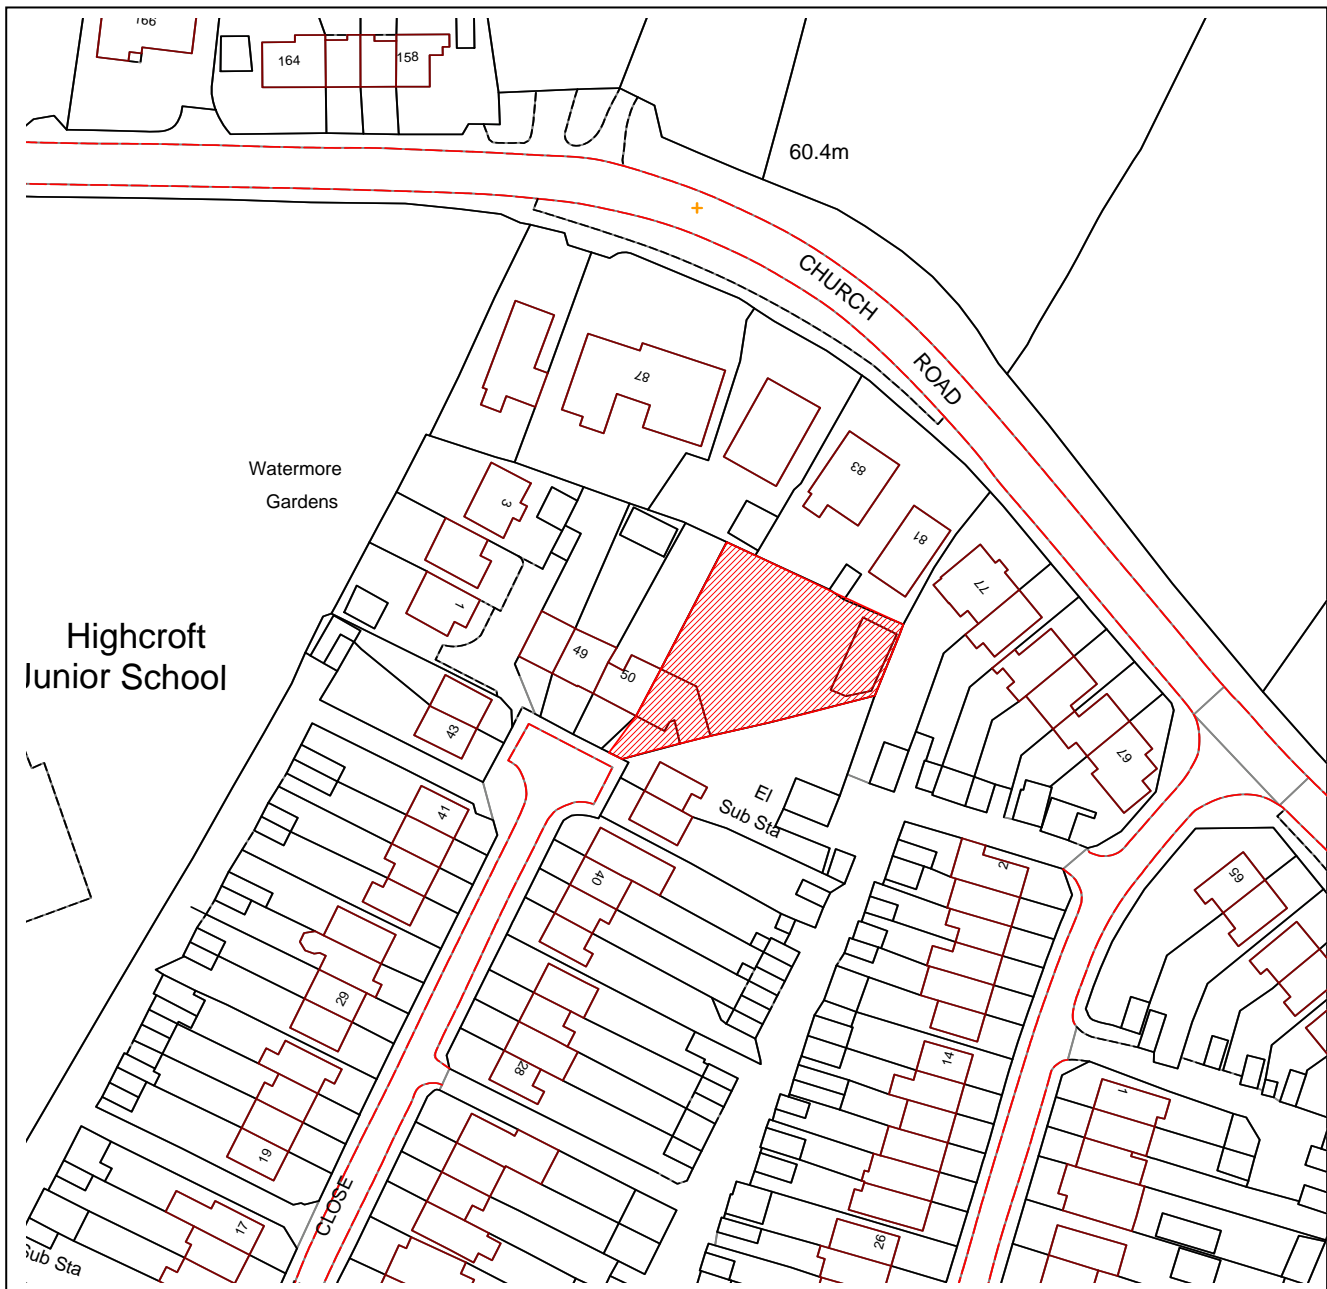 166
164
158
60.4m
CHURCH
ROAD
87
83
81
77
67
65
Watermore
Gardens
3
1
49
50
Highcroft
Junior School
43
41
El
Sub Sta
40
2
29
28
14
1
19
17
CLOSE
26
Sub Sta